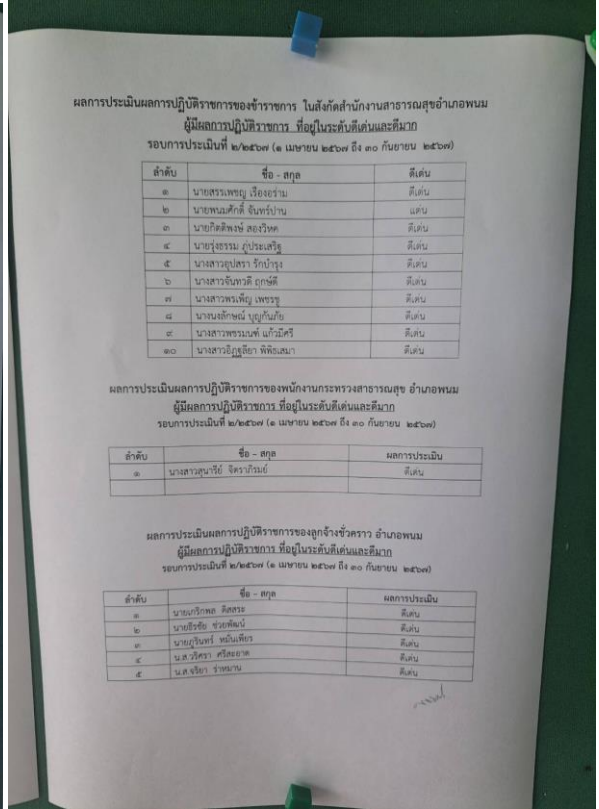 ผลการประเมินผลการปฏิบัติราชการของข้าราชการ ในสังกัดสำนักงานสาธารณสุขอำเภอพนม
ผู้มีผลการปฏิบัติราชการ ที่อยู่ในระดับดีเด่นและดีมาก
รอบการประเมินที่ ๒/๒๕๖๗ (๑ เมษายน ๒๕๖๗ ถึง ๓๐ กันยายน ๒๕๖๗)
ลำดับ ชื่อ - สกุล ดีเด่น
๑ นายสรรเพชญ เรืองอร่าม ดีเด่น
๒ นายพนมศักดิ์ จันทร์ปาน เด่น
๓ นายกิตติพงษ์ สองวิหค ดีเด่น
๔ นายรุ่งธรรม ภู่ประเสริฐ ดีเด่น
๕ นางสาวอุปสรา รักบำรุง ดีเด่น
๖ นางสาวจันทวดี ฤกษ์ดี ดีเด่น
๗ นางสาวพรเพ็ญ เพชรชู ดีเด่น
๘ นางนงลักษณ์ บุญกันภัย ดีเด่น
๙ นางสาวพชรมนฑ์ แก้วมีศรี ดีเด่น
๑๐ พิพิธเสมา ดีเด่น
ผลการประเมินผลการปฏิบัติราชการของพนักงานกระทรวงสาธารณสุข อำเภอพนม
ผู้มีผลการปฏิบัติราชการ ที่อยู่ในระดับดีเด่นและดีมาก
รอบการประเมินที่ ๒/๒๕๖๗ (๑ เมษายน ๒๕๖๗ ถึง ๓๐ กันยายน ๒๕๖๗)
ลำดับ ชื่อ - สกุล ผลการประเมิน
๑ นางสาวสุนารีย์ จิตราภิรมย์ ดีเด่น
ผลการประเมินผลการปฏิบัติราชการของลูกจ้างชั่วคราว อำเภอพนม
ผู้มีผลการปฏิบัติราชการ ที่อยู่ในระดับดีเด่นและดีมาก
รอบการประเมินที่ ๒/๒๕๖๗ (๑ เมษายน ๒๕๖๗ ถึง ๓๐ กันยายน ๒๕๖๗)
ลำดับ ชื่อ - สกุล ผลการประเมิน
๑ นายเกริกพล ดิสสระ ดีเด่น
๒ นายธีรชัย ช่วยพัฒน์ ดีเด่น
๓ นายภูรินทร์ หมั่นเพียร ดีเด่น
๔ น.ส.วริศรา ศรีสะอาด ดีเด่น
๕ น.ส.จริยา ร่าหมาน ดีเด่น